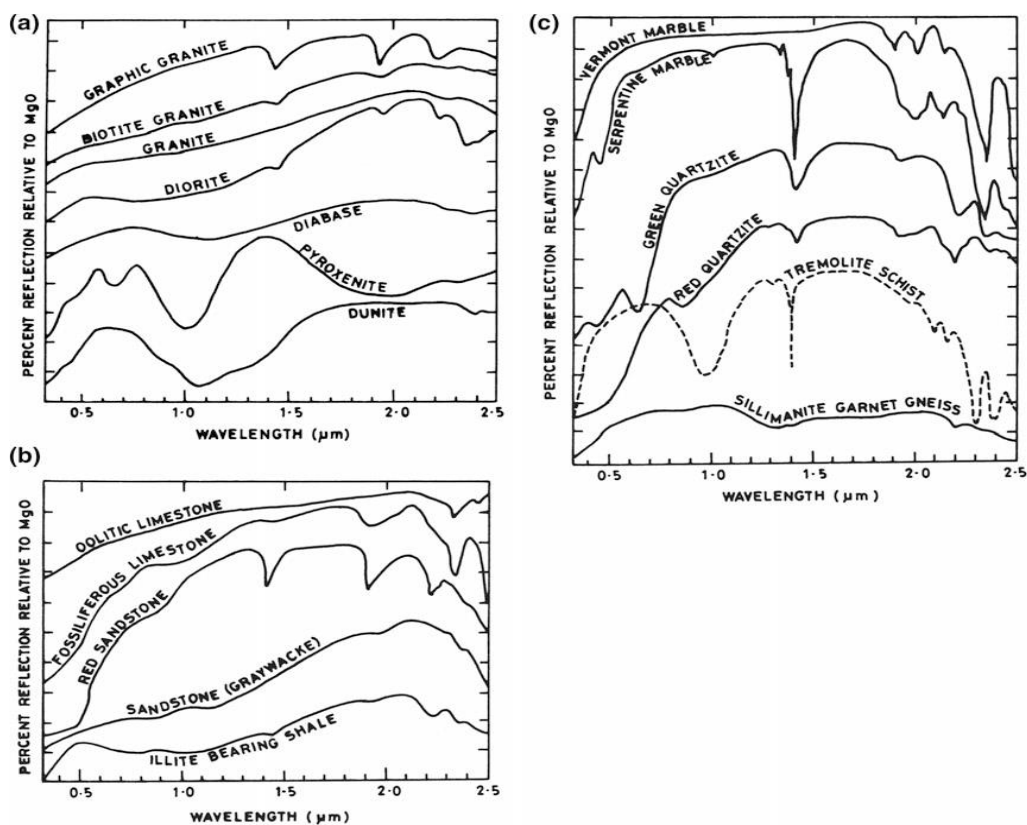 (a)
PERCENT REFLECTION RELATIVE TO MgO
GRAPHIC GRANITE
BIOTITE GRANITE
GRANITE
DIORITE
DIABASE
PYROXENITE
DUNITE
0·5 1·0 1·5 2·0 2·5
WAVELENGTH (μm)
(b)
PERCENT REFLECTION RELATIVE TO MgO
OOLITIC LIMESTONE
FOSSILIFEROUS LIMESTONE
RED SANDSTONE
SANDSTONE (GRAYWACKE)
ILLITE BEARING SHALE
0·5 1·0 1·5 2·0 2·5
WAVELENGTH (μm)
(c)
PERCENT REFLECTION RELATIVE TO MgO
VERMONT MARBLE
SERPENTINE MARBLE
GREEN QUARTZITE
RED QUARTZITE
TREMOLITE SCHIST
SILLIMANITE GARNET GNEISS
0·5 1·0 1·5 2·0 2·5
WAVELENGTH (μm)